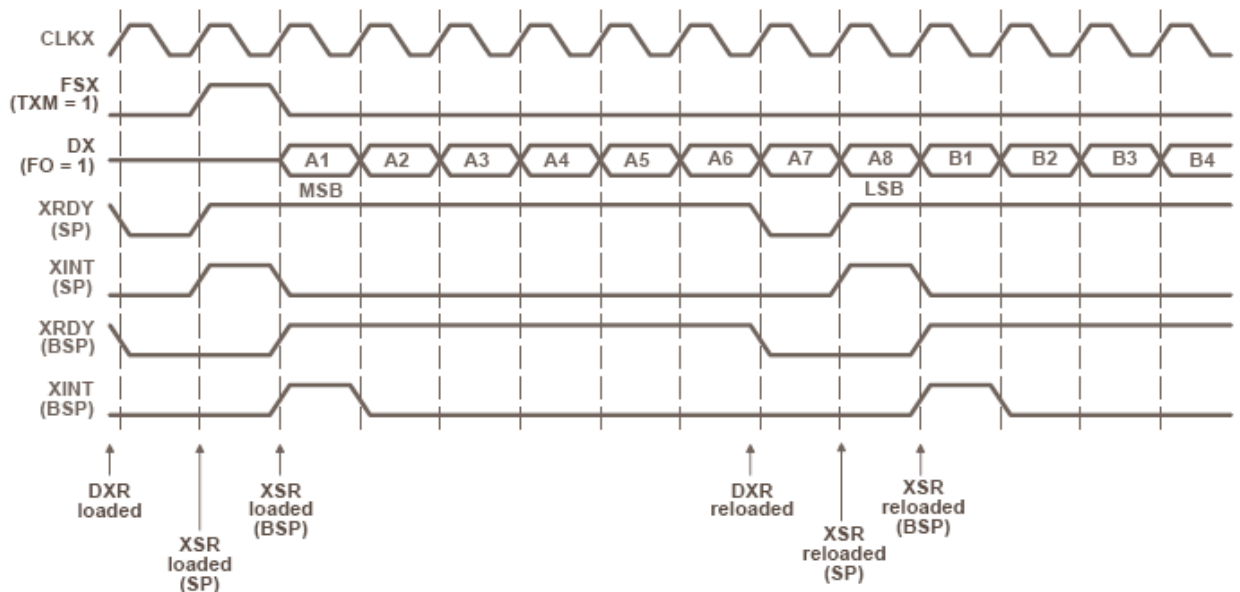 CLKX
FSX
(TXM = 1)
DX
(FO = 1)
A1 A2 A3 A4 A5 A6 A7 A8 B1 B2 B3 B4
MSB LSB
XRDY
(SP)
XINT
(SP)
XRDY
(BSP)
XINT
(BSP)
DXR
loaded
XSR
loaded
(SP)
XSR
loaded
(BSP)
DXR
reloaded
XSR
reloaded
(SP)
XSR
reloaded
(BSP)